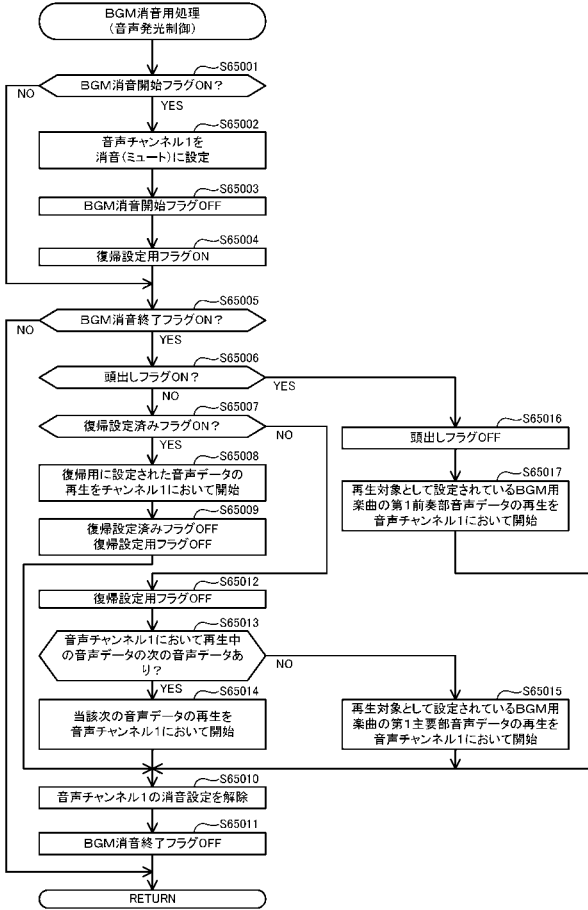 BGM消音用処理
(音声発光制御)
S65001
BGM消音開始フラグON?
NO
YES
S65002
音声チャンネル1を
消音(ミュート)に設定
S65003
BGM消音開始フラグOFF
S65004
復帰設定用フラグON
S65005
BGM消音終了フラグON?
NO
YES
S65006
頭出しフラグON?
YES
NO
S65007
復帰設定済みフラグON?
NO
YES
S65008
復帰用に設定された音声データの
再生をチャンネル1において開始
S65009
復帰設定済みフラグOFF
復帰設定用フラグOFF
S65016
頭出しフラグOFF
S65017
再生対象として設定されているBGM用
楽曲の第1前奏部音声データの再生を
音声チャンネル1において開始
S65012
復帰設定用フラグOFF
S65013
音声チャンネル1において再生中
の音声データの次の音声データあ
り?
NO
YES
S65014
当該次の音声データの再生を
音声チャンネル1において開始
S65015
再生対象として設定されているBGM用
楽曲の第1主要部音声データの再生を
音声チャンネル1において開始
S65010
音声チャンネル1の消音設定を解除
S65011
BGM消音終了フラグOFF
RETURN